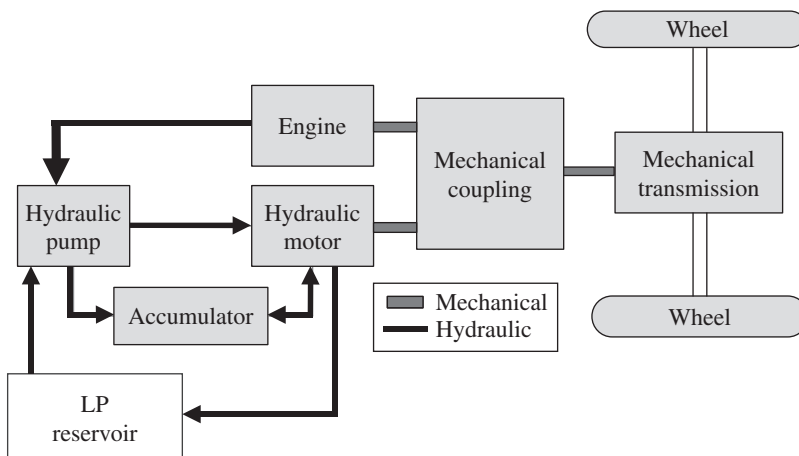 Wheel
Engine
Mechanical
coupling
Mechanical
transmission
Hydraulic
pump
Hydraulic
motor
Accumulator
Mechanical
Hydraulic
Wheel
LP
reservoir